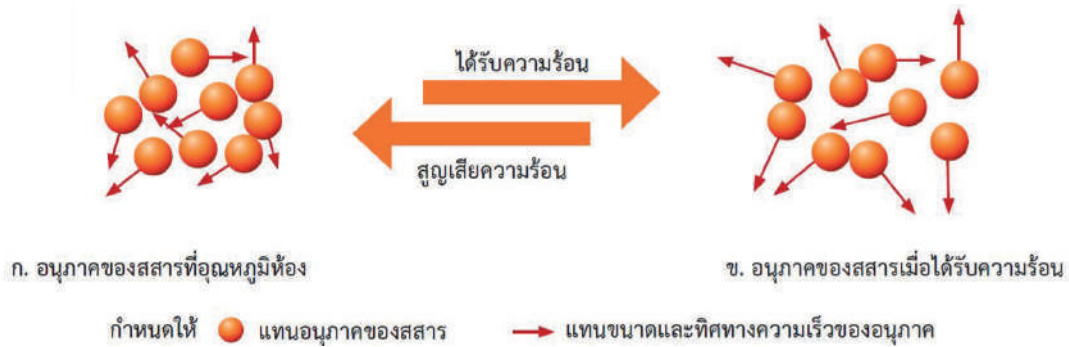 ได้รับความร้อน
สูญเสียความร้อน
ก. อนุภาคของสสารที่อุณหภูมิห้อง
ข. อนุภาคของสสารเมื่อได้รับความร้อน
กำหนดให้ แทนอนุภาคของสสาร แทนขนาดและทิศทางความเร็วของอนุภาค